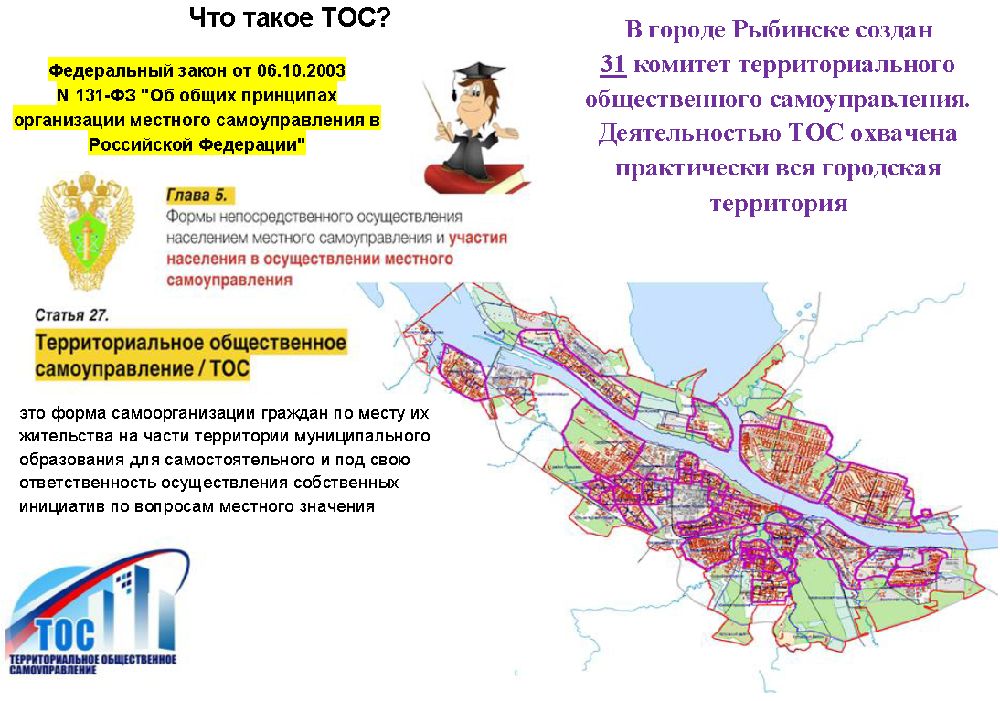 Что такое ТОС?
Федеральный закон от 06.10.2003
N 131-ФЗ "Об общих принципах
организации местного самоуправления в
Российской Федерации"
Глава 5.
Формы непосредственного осуществления
населением местного самоуправления и участия
населения в осуществлении местного
самоуправления
Статья 27.
Территориальное общественное
самоуправление / ТОС
это форма самоорганизации граждан по месту их
жительства на части территории муниципального
образования для самостоятельного и под свою
ответственность осуществления собственных
инициатив по вопросам местного значения
ТОС
ТЕРРИТОРИАЛЬНОЕ ОБЩЕСТВЕННОЕ
САМОУПРАВЛЕНИЕ
В городе Рыбинске создан
31 комитет территориального
общественного самоуправления.
Деятельностью ТОС охвачена
практически вся городская
территория